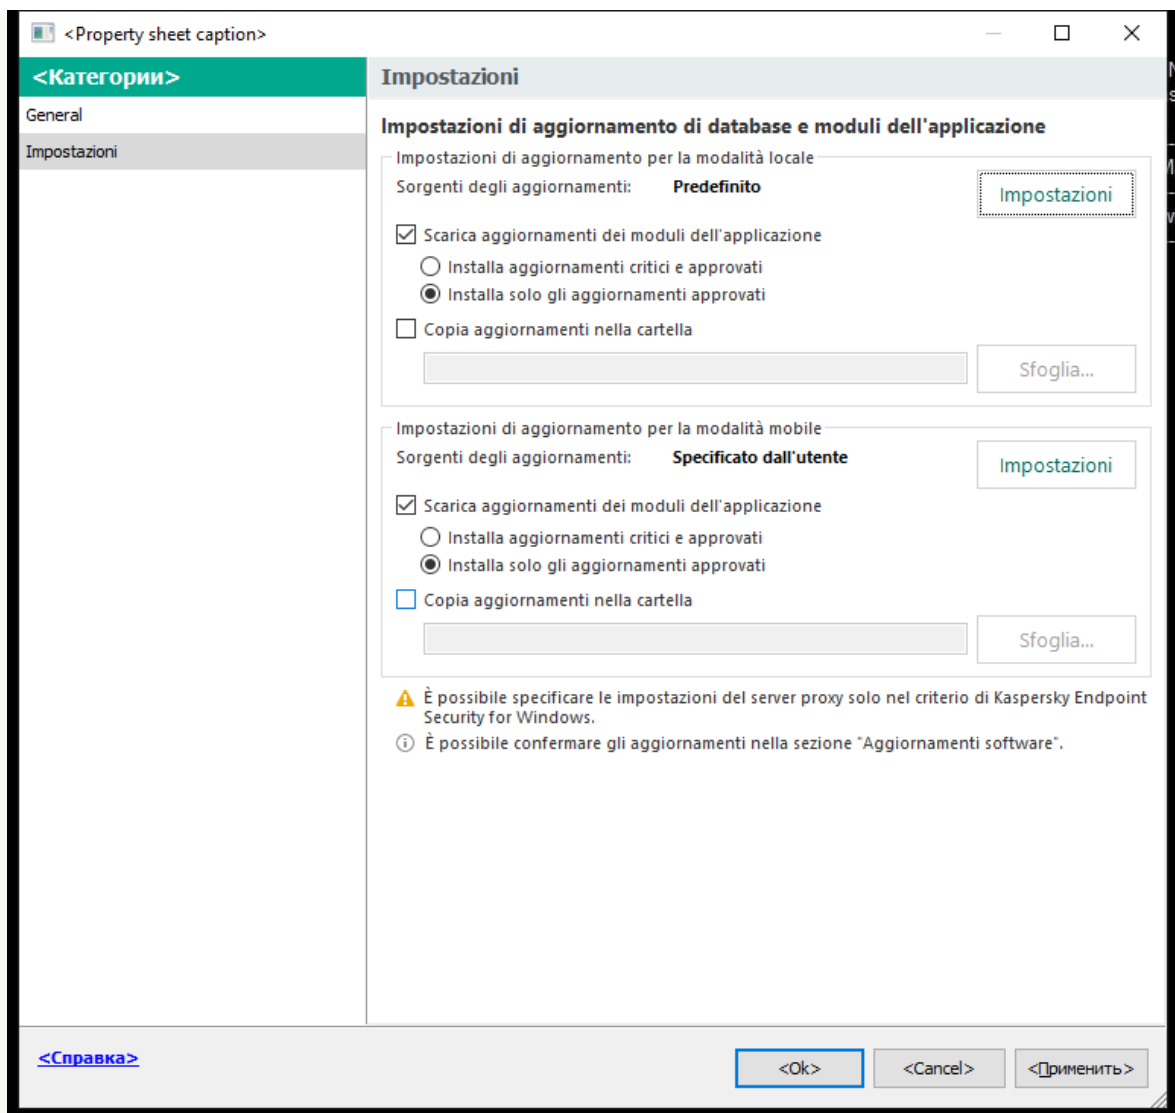 <Property sheet caption>
<Категории>
General
Impostazioni
Impostazioni
Impostazioni di aggiornamento di database e moduli dell'applicazione
Impostazioni di aggiornamento per la modalità locale
Sorgenti degli aggiornamenti: Predefinito
Impostazioni
Scarica aggiornamenti dei moduli dell'applicazione
Installa aggiornamenti critici e approvati
Installa solo gli aggiornamenti approvati
Copia aggiornamenti nella cartella
Sfoglia...
Impostazioni di aggiornamento per la modalità mobile
Sorgenti degli aggiornamenti: Specificato dall'utente
Impostazioni
Scarica aggiornamenti dei moduli dell'applicazione
Installa aggiornamenti critici e approvati
Installa solo gli aggiornamenti approvati
Copia aggiornamenti nella cartella
Sfoglia...
È possibile specificare le impostazioni del server proxy solo nel criterio di Kaspersky Endpoint
Security for Windows.
È possibile confermare gli aggiornamenti nella sezione "Aggiornamenti software".
<Справка>
<Ok>
<Cancel>
<Применить>